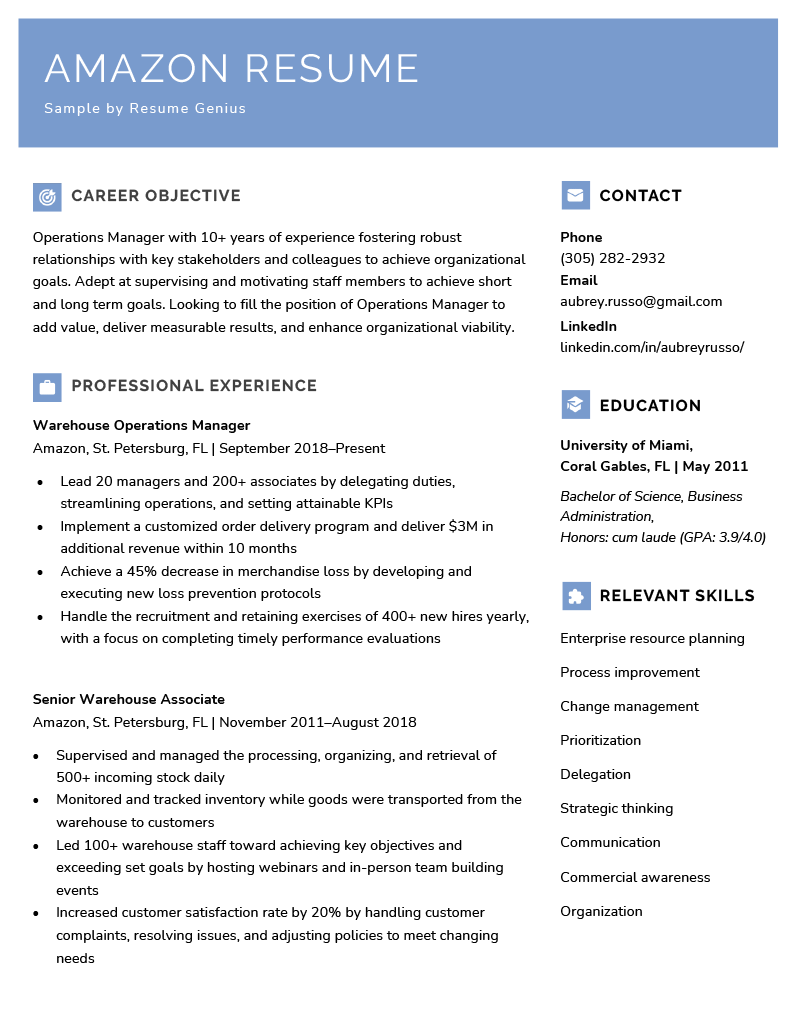 AMAZON RESUME
Sample by Resume Genius
CAREER OBJECTIVE
Operations Manager with 10+ years of experience fostering robust
relationships with key stakeholders and colleagues to achieve organizational
goals. Adept at supervising and motivating staff members to achieve short
and long term goals. Looking to fill the position of Operations Manager to
add value, deliver measurable results, and enhance organizational viability.
PROFESSIONAL EXPERIENCE
Warehouse Operations Manager
Amazon, St. Petersburg, FL | September 2018–Present
• Lead 20 managers and 200+ associates by delegating duties,
streamlining operations, and setting attainable KPIs
• Implement a customized order delivery program and deliver $3M in
additional revenue within 10 months
• Achieve a 45% decrease in merchandise loss by developing and
executing new loss prevention protocols
• Handle the recruitment and retaining exercises of 400+ new hires yearly,
with a focus on completing timely performance evaluations
Senior Warehouse Associate
Amazon, St. Petersburg, FL | November 2011–August 2018
• Supervised and managed the processing, organizing, and retrieval of
500+ incoming stock daily
• Monitored and tracked inventory while goods were transported from the
warehouse to customers
• Led 100+ warehouse staff toward achieving key objectives and
exceeding set goals by hosting webinars and in-person team building
events
• Increased customer satisfaction rate by 20% by handling customer
complaints, resolving issues, and adjusting policies to meet changing
needs
CONTACT
Phone
(305) 282-2932
Email
aubrey.russo@gmail.com
LinkedIn
linkedin.com/in/aubreyrusso/
EDUCATION
University of Miami,
Coral Gables, FL | May 2011
Bachelor of Science, Business
Administration,
Honors: cum laude (GPA: 3.9/4.0)
RELEVANT SKILLS
Enterprise resource planning
Process improvement
Change management
Prioritization
Delegation
Strategic thinking
Communication
Commercial awareness
Organization